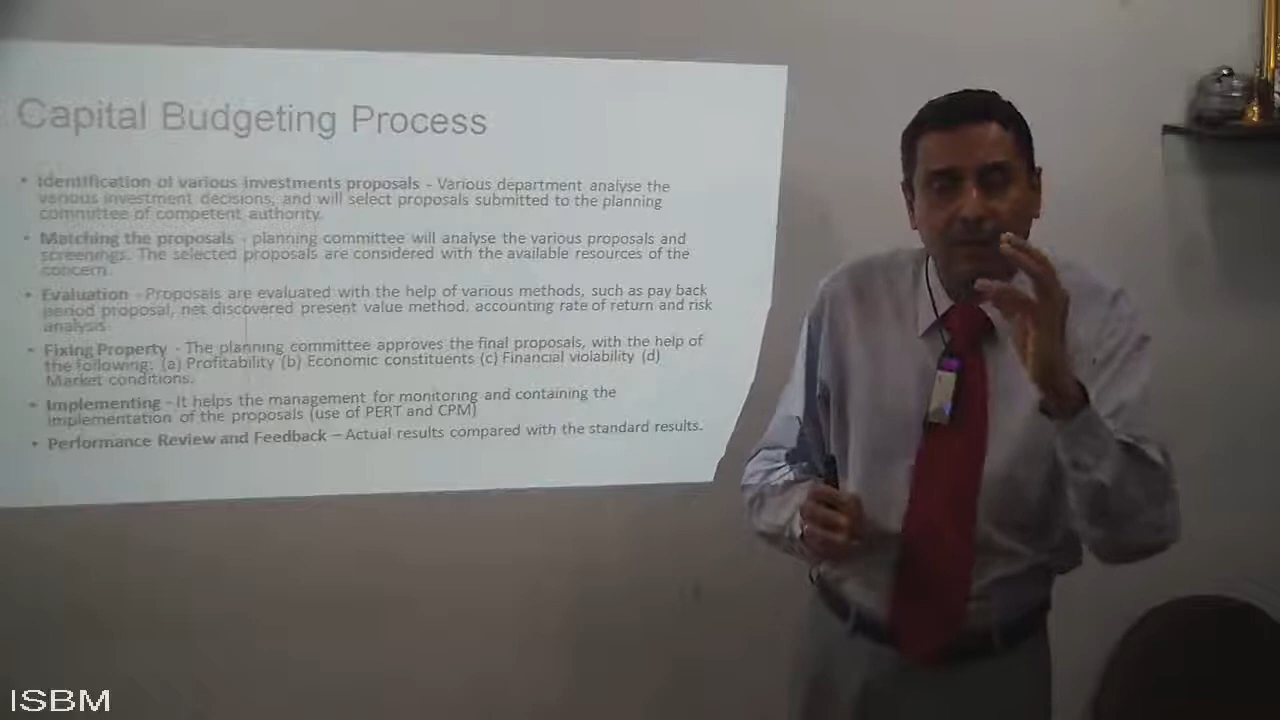 Capital Budgeting Process
• Identification of various investments proposals - Various department analyse the
various investment decisions, and will select proposals submitted to the planning
committee of competent authority.
• Matching the proposals - planning committee will analyse the various proposals and
screenings. The selected proposals are considered with the available resources of the
concern.
• Evaluation - Proposals are evaluated with the help of various methods, such as pay back
period proposal, net discovered present value method, accounting rate of return and risk
analysis.
• Fixing Property - The planning committee approves the final proposals, with the help of
the following: (a) Profitability (b) Economic constituents (c) Financial violability (d)
Market conditions.
• Implementing - It helps the management for monitoring and containing the
implementation of the proposals (use of PERT and CPM)
• Performance Review and Feedback – Actual results compared with the standard results.
ISBM